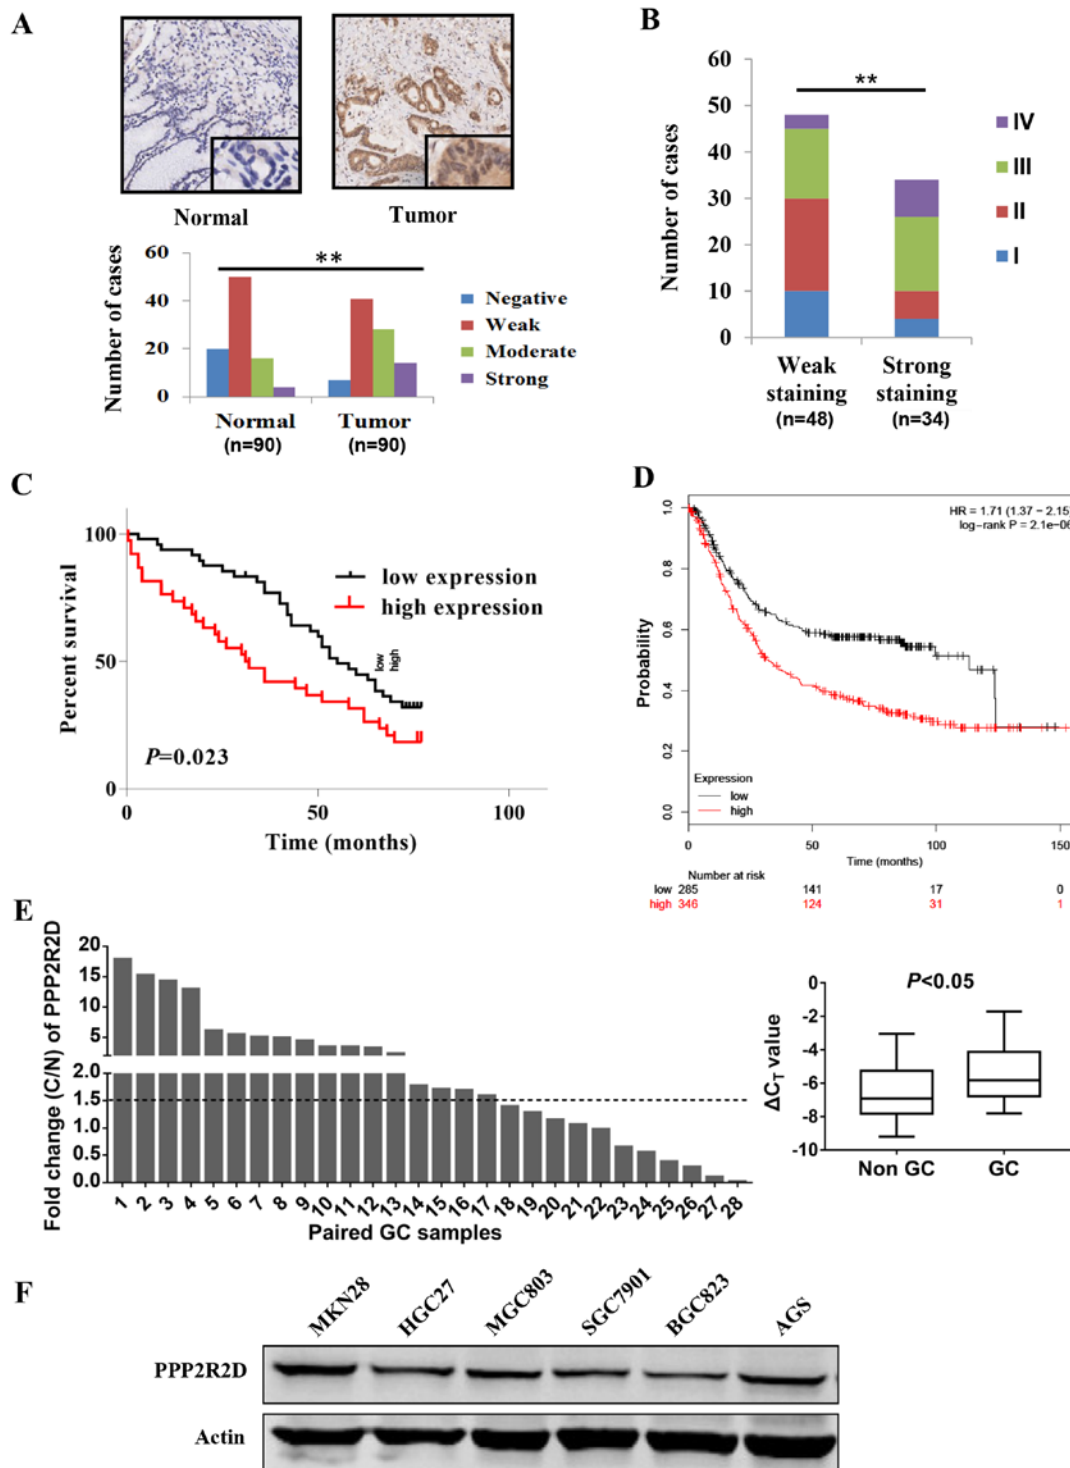 A
Normal
Tumor
Number of cases
60
40
20
0
**
Normal
(n=90)
Tumor
(n=90)
Negative
Weak
Moderate
Strong
B
Number of cases
60
50
40
30
20
10
0
**
IV
III
II
I
Weak
staining
(n=48)
Strong
staining
(n=34)
C
Percent survival
100
50
0
low expression
high expression
low
high
P=0.023
0
50
100
Time (months)
D
HR = 1.71 (1.37 − 2.15)
log−rank P = 2.1e−06
Probability
1.0
0.8
0.6
0.4
0.2
0.0
Expression
low
high
0
50
100
150
Time (months)
Number at risk
low 285 141 17 0
high 346 124 31 1
E
Fold change (C/N) of PPP2R2D
20
15
10
5
2.0
1.5
1.0
0.5
0.0
1 2 3 4 5 6 7 8 9 10 11 12 13 14 15 16 17 18 19 20 21 22 23 24 25 26 27 28
Paired GC samples
P<0.05
ΔCT value
0
-2
-4
-6
-8
-10
Non GC
GC
F
MKN28 HGC27 MGC803 SGC7901 BGC823 AGS
PPP2R2D
Actin